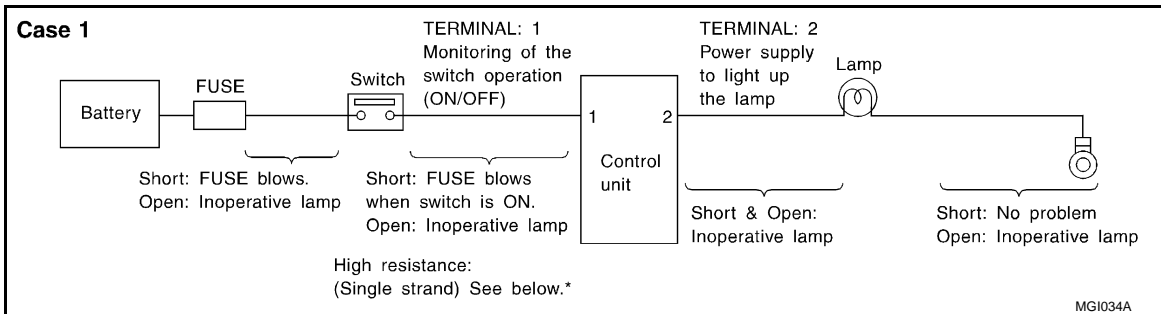 Case 1
TERMINAL: 1
Monitoring of the
switch operation
(ON/OFF)
TERMINAL: 2
Power supply
to light up
the lamp
Battery
FUSE
Switch
1
2
Control
unit
Lamp
Short: FUSE blows.
Open: Inoperative lamp
Short: FUSE blows
when switch is ON.
Open: Inoperative lamp
High resistance:
(Single strand) See below.*
Short & Open:
Inoperative lamp
Short: No problem
Open: Inoperative lamp
MGI034A